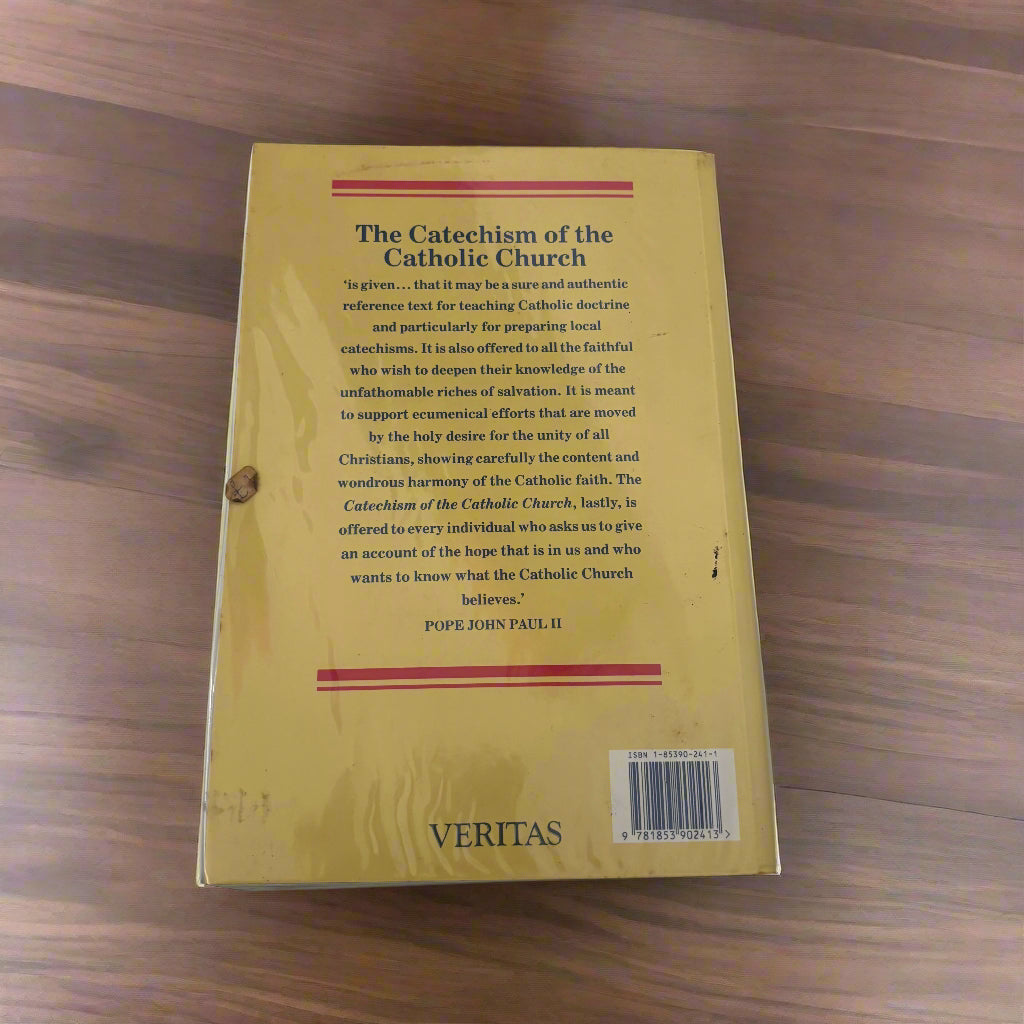 The Catechism of the
Catholic Church
‘is given... that it may be a sure and authentic
reference text for teaching Catholic doctrine
and particularly for preparing local
catechisms. It is also offered to all the faithful
who wish to deepen their knowledge of the
unfathomable riches of salvation. It is meant
to support ecumenical efforts that are moved
by the holy desire for the unity of all
Christians, showing carefully the content and
wondrous harmony of the Catholic faith. The
Catechism of the Catholic Church, lastly, is
offered to every individual who asks us to give
an account of the hope that is in us and who
wants to know what the Catholic Church
believes.’
POPE JOHN PAUL II
ISBN 1-85390-241-1
9 781853 902413 >
VERITAS